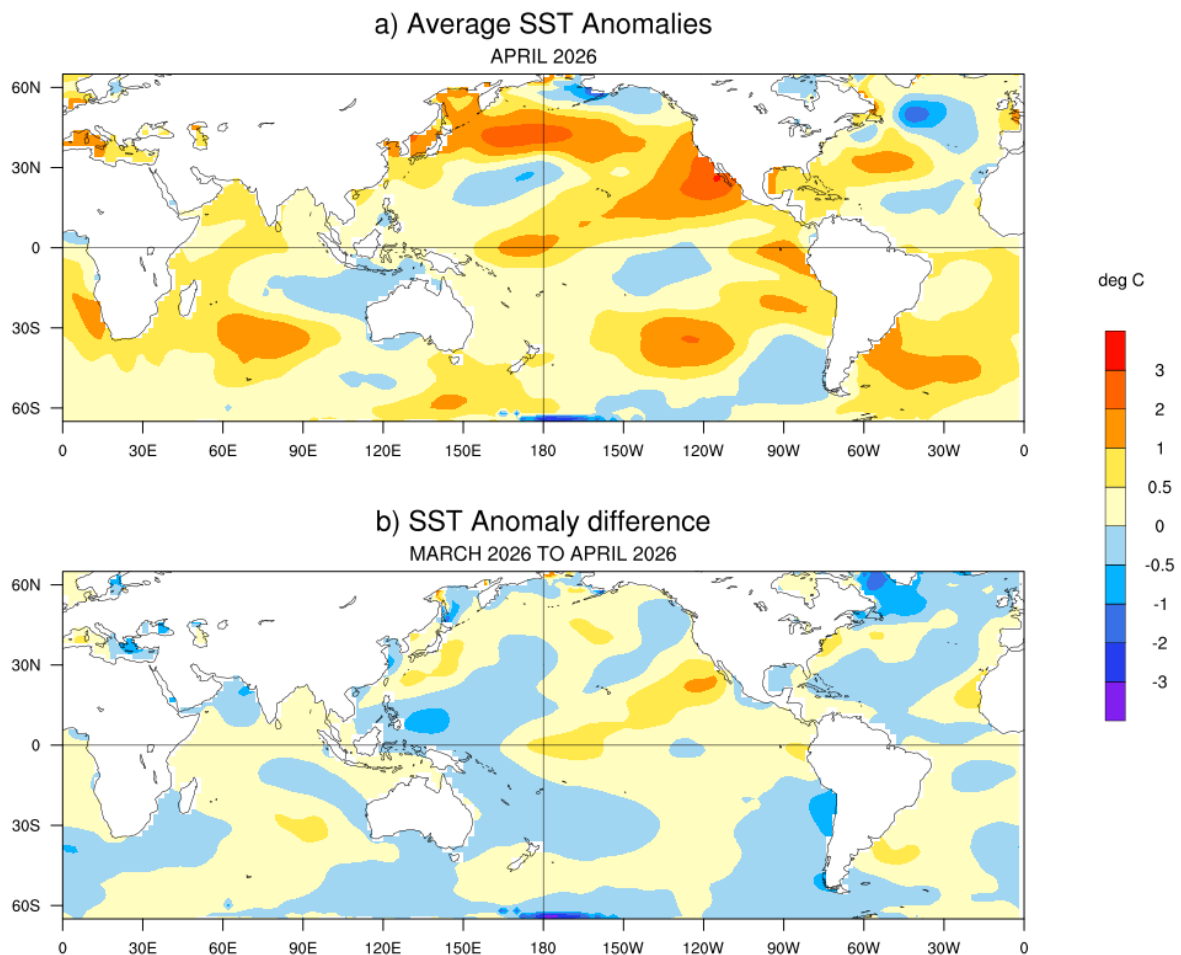 a) Average SST Anomalies
APRIL 2026
60N
30N
0
30S
60S
0 30E 60E 90E 120E 150E 180 150W 120W 90W 60W 30W 0
deg C
3
2
1
0.5
0
-0.5
-1
-2
-3
b) SST Anomaly difference
MARCH 2026 TO APRIL 2026
60N
30N
0
30S
60S
0 30E 60E 90E 120E 150E 180 150W 120W 90W 60W 30W 0